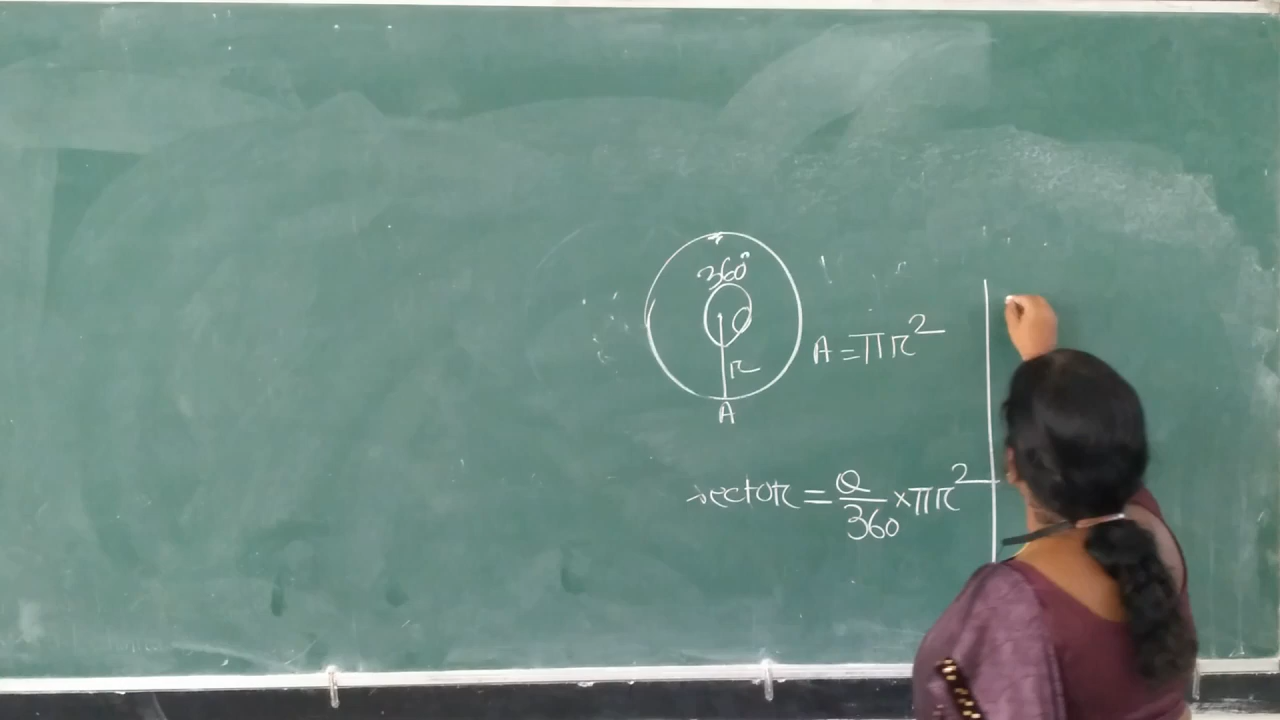 360°
r
A
A = πr²
sector = θ/360 × πr²